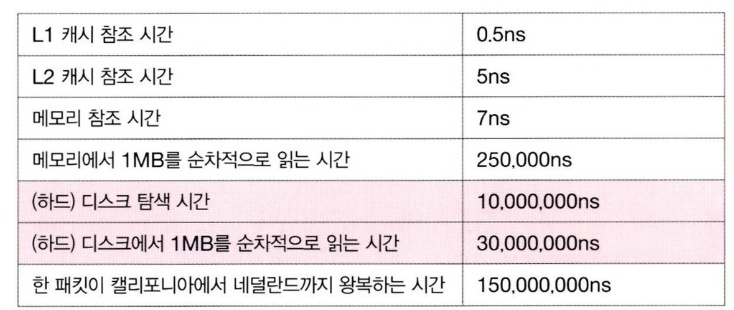 L1 캐시 참조 시간 0.5ns
L2 캐시 참조 시간 5ns
메모리 참조 시간 7ns
메모리에서 1MB를 순차적으로 읽는 시간 250,000ns
(하드) 디스크 탐색 시간 10,000,000ns
(하드) 디스크에서 1MB를 순차적으로 읽는 시간 30,000,000ns
한 패킷이 캘리포니아에서 네덜란드까지 왕복하는 시간 150,000,000ns